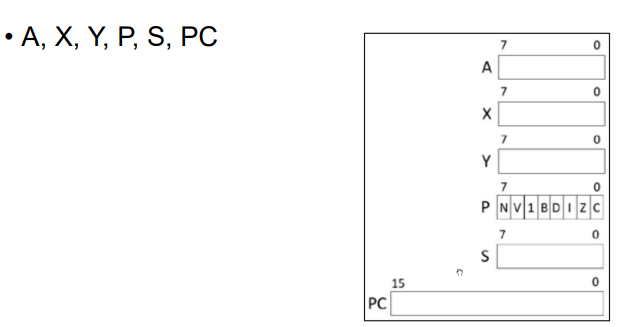 • A, X, Y, P, S, PC
7 0
A
7 0
X
7 0
Y
7 0
P N V 1 B D I Z C
7 0
S
15 0
PC